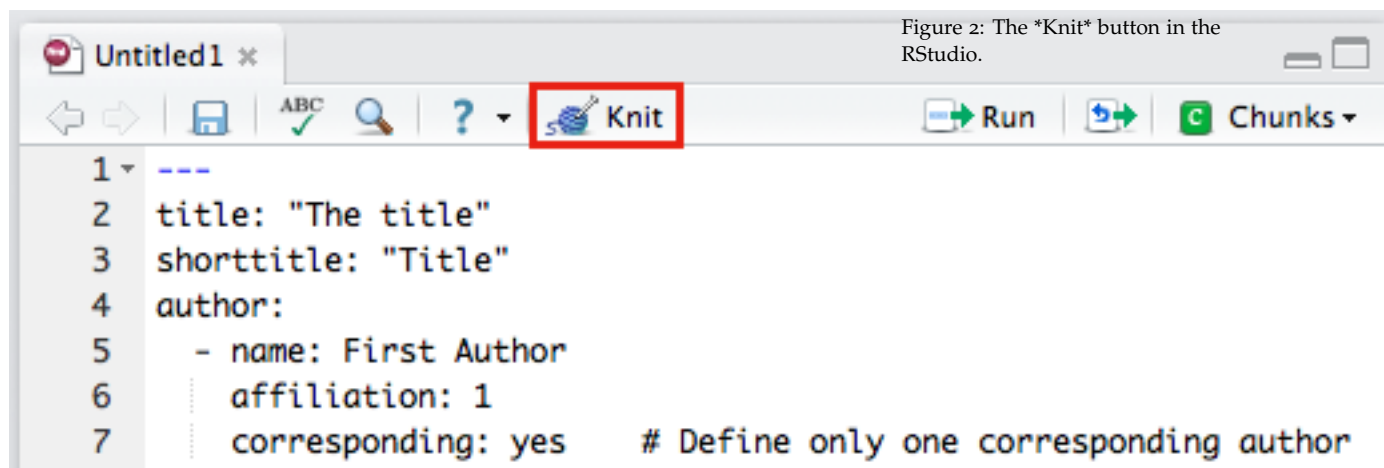 Untitled1
Figure 2: The *Knit* button in the
RStudio.
ABC ? Knit Run C Chunks
1 ---
2 title: "The title"
3 shorttitle: "Title"
4 author:
5 - name: First Author
6 affiliation: 1
7 corresponding: yes # Define only one corresponding author